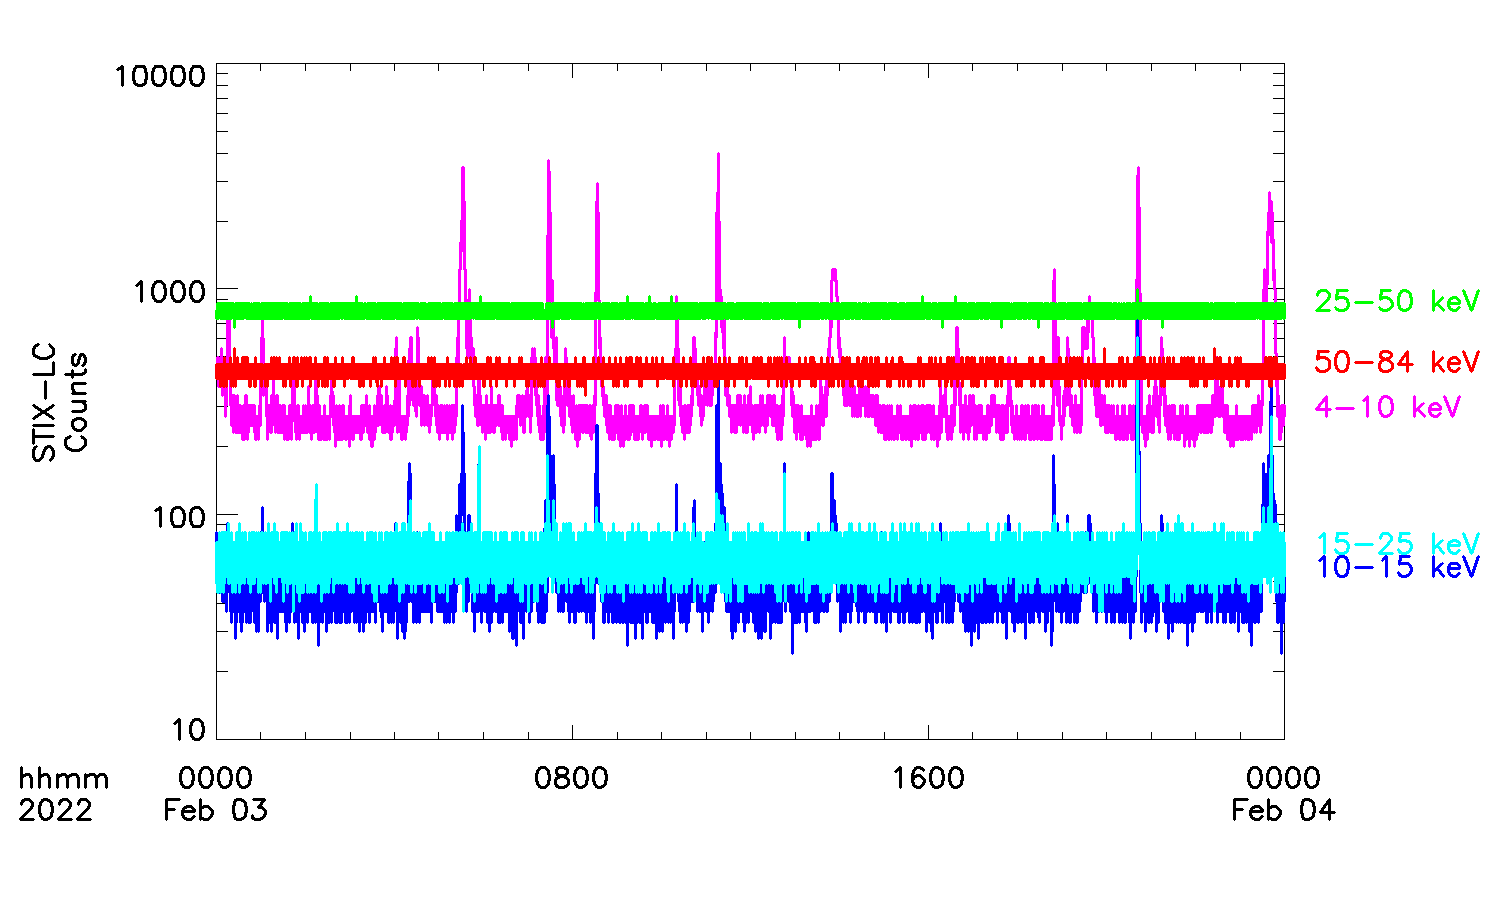 10000
1000
100
10
STIX-LC
Counts
25-50 keV
50-84 keV
4-10 keV
15-25 keV
10-15 keV
hhmm 0000 0800 1600 0000
2022 Feb 03 Feb 04